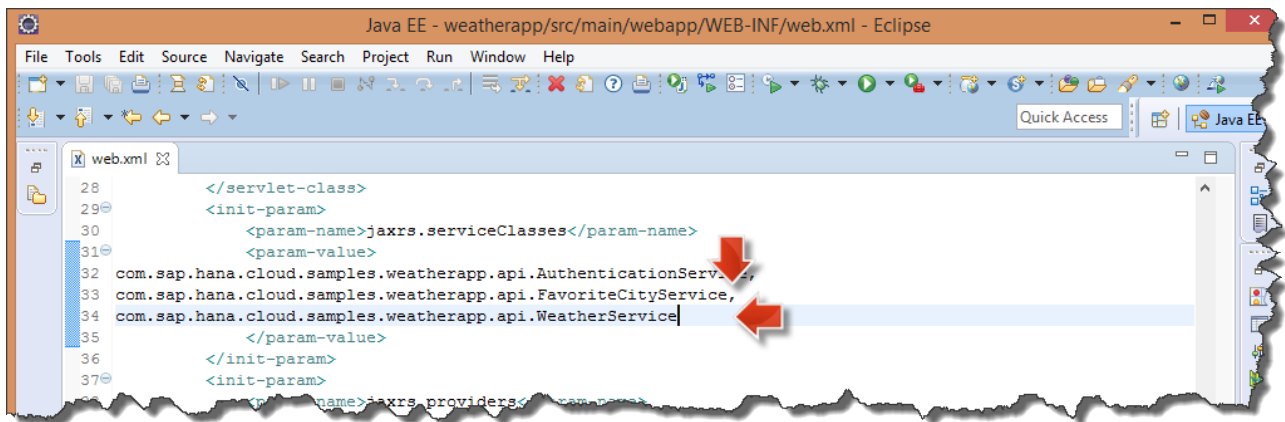 Java EE - weatherapp/src/main/webapp/WEB-INF/web.xml - Eclipse
File Tools Edit Source Navigate Search Project Run Window Help
Quick Access
Java EE
web.xml
28 </servlet-class>
29 <init-param>
30 <param-name>jaxrs.serviceClasses</param-name>
31 <param-value>
32 com.sap.hana.cloud.samples.weatherapp.api.AuthenticationService,
33 com.sap.hana.cloud.samples.weatherapp.api.FavoriteCityService,
34 com.sap.hana.cloud.samples.weatherapp.api.WeatherService
35 </param-value>
36 </init-param>
37 <init-param>
jaxrs.providers